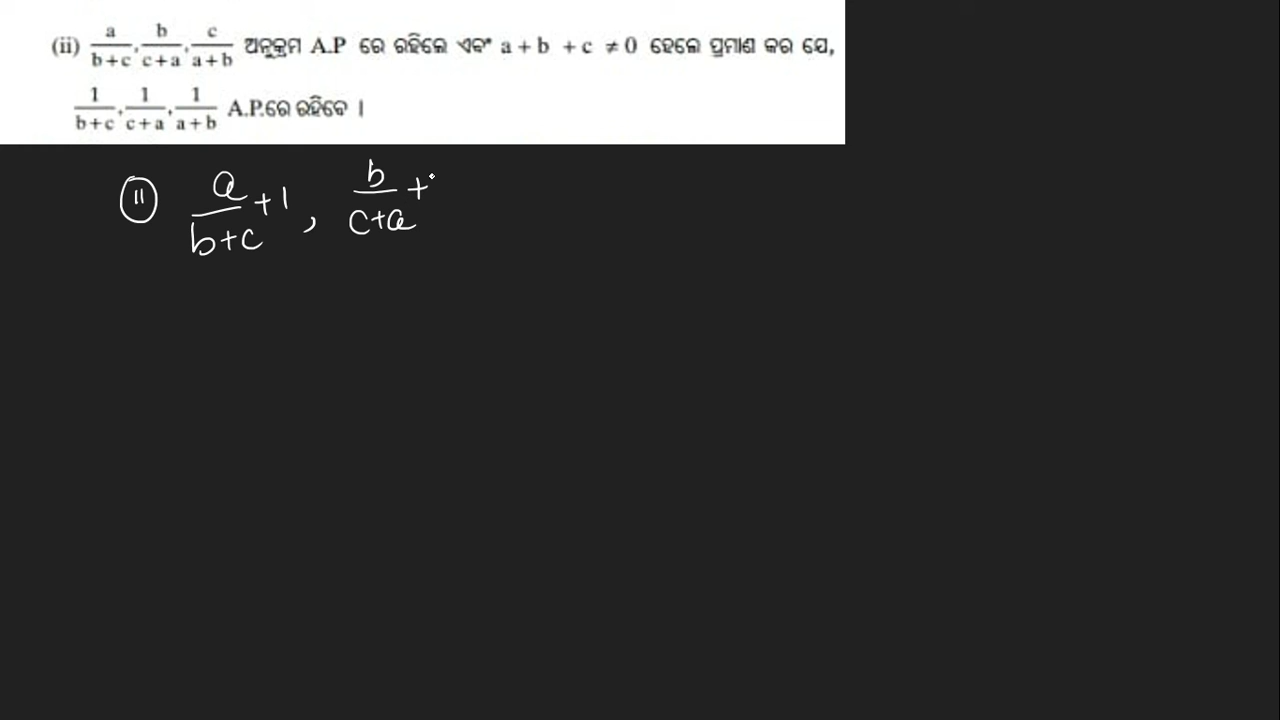 (ii) a/(b+c), b/(c+a), c/(a+b) ଅନୁକ୍ରମ A.P ରେ ରହିଲେ ଏବଂ a + b + c ≠ 0 ହେଲେ ପ୍ରମାଣ କର ଯେ,
1/(b+c), 1/(c+a), 1/(a+b) A.P.ରେ ରହିବେ ।
(ii) a/(b+c) +1, b/(c+a) +